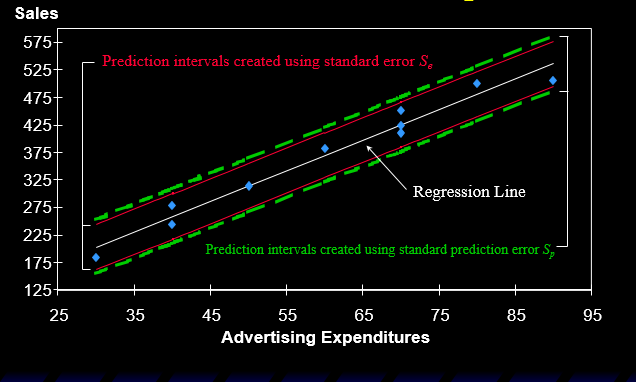 Sales
575
525
475
425
375
325
275
225
175
125
Prediction intervals created using standard error Se
Regression Line
Prediction intervals created using standard prediction error Sp
25 35 45 55 65 75 85 95
Advertising Expenditures